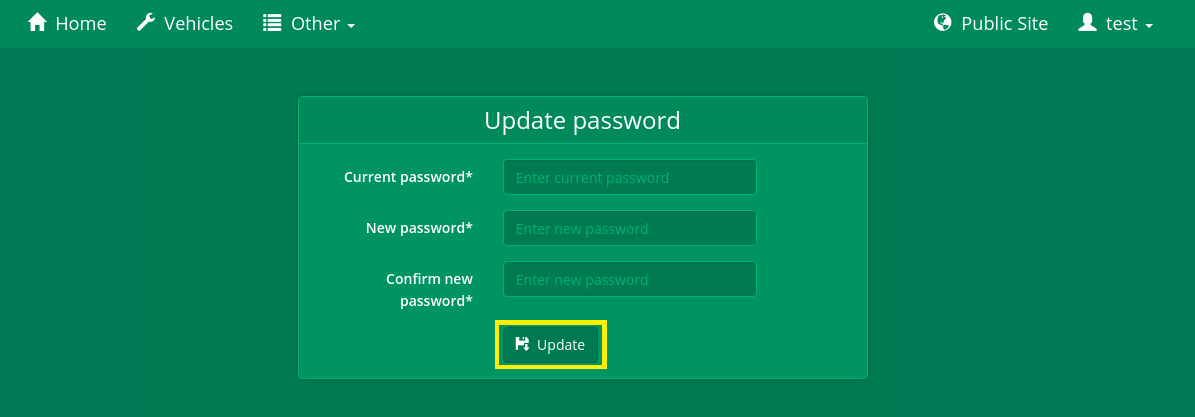 Home Vehicles Other Public Site test
Update password
Current password* Enter current password
New password* Enter new password
Confirm new Enter new password
password*
Update